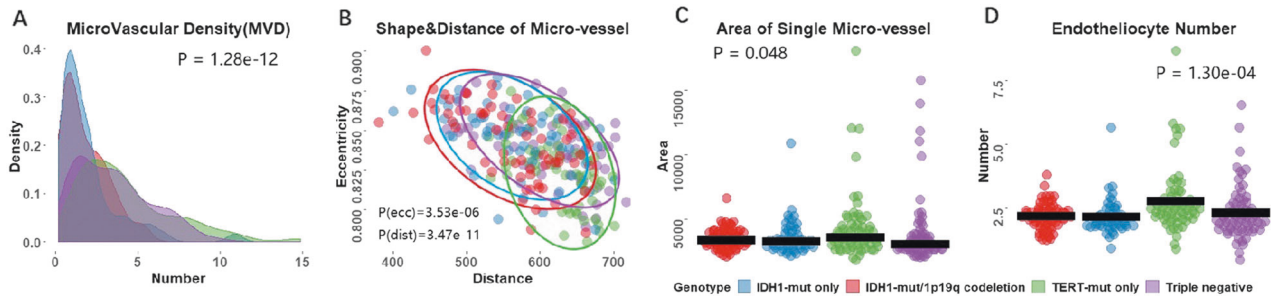 A
MicroVascular Density(MVD)
P = 1.28e-12
Density
0.4
0.3
0.2
0.1
0.0
0
5
10
15
Number
B
Shape&Distance of Micro-vessel
Eccentricity
0.900
0.875
0.850
0.825
0.800
P(ecc)=3.53e-06
P(dist)=3.47e 11
400
500
600
700
Distance
C
Area of Single Micro-vessel
P = 0.048
Area
15000
10000
5000
D
Endotheliocyte Number
P = 1.30e-04
Number
7.5
5.0
2.5
Genotype IDH1-mut only IDH1-mut/1p19q codeletion TERT-mut only Triple negative